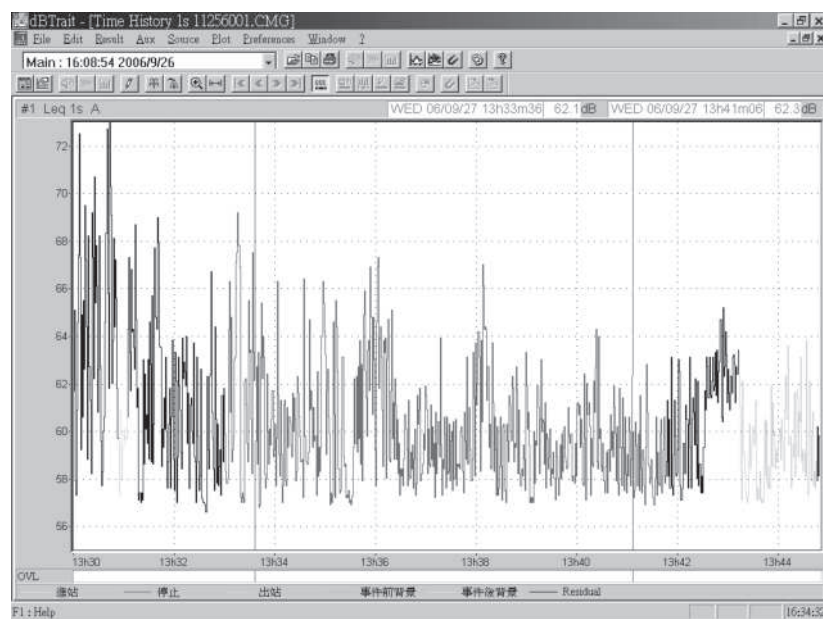 dBTrait - [Time History 1s 11256001.CMG]
File Edit Result Aux Source Plot Preferences Window ?
Main : 16:08:54 2006/9/26
#1 Leq 1s A WED 06/09/27 13h33m36 62.1dB WED 06/09/27 13h41m06 62.3dB
72
70
68
66
64
62
60
58
56
13h30 13h32 13h34 13h36 13h38 13h40 13h42 13h44
OVL
進站 停止 出站 事件前背景 事件後背景 Residual
F1 : Help 16:34:32